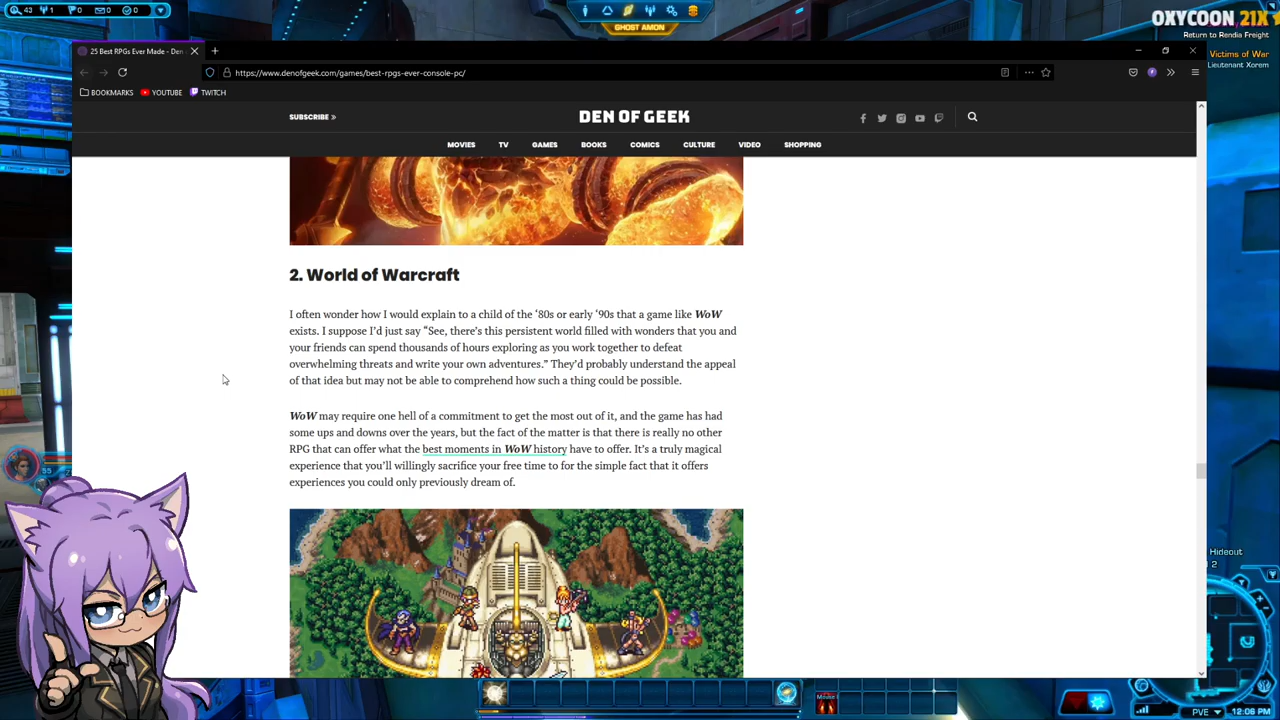 43 1 0 0 0
GHOST AMON
OXYCOON 21X
Return to Rendia Freight
Victims of War
Lieutenant Xorem
25 Best RPGs Ever Made - Den
https://www.denofgeek.com/games/best-rpgs-ever-console-pc/
BOOKMARKS YOUTUBE TWITCH
SUBSCRIBE »
DEN OF GEEK
MOVIES TV GAMES BOOKS COMICS CULTURE VIDEO SHOPPING
2. World of Warcraft
I often wonder how I would explain to a child of the ‘80s or early ‘90s that a game like WoW
exists. I suppose I’d just say “See, there’s this persistent world filled with wonders that you and
your friends can spend thousands of hours exploring as you work together to defeat
overwhelming threats and write your own adventures.” They’d probably understand the appeal
of that idea but may not be able to comprehend how such a thing could be possible.
WoW may require one hell of a commitment to get the most out of it, and the game has had
some ups and downs over the years, but the fact of the matter is that there is really no other
RPG that can offer what the best moments in WoW history have to offer. It’s a truly magical
experience that you’ll willingly sacrifice your free time to for the simple fact that it offers
experiences you could only previously dream of.
55
Hideout
2
PVE 12:06 PM